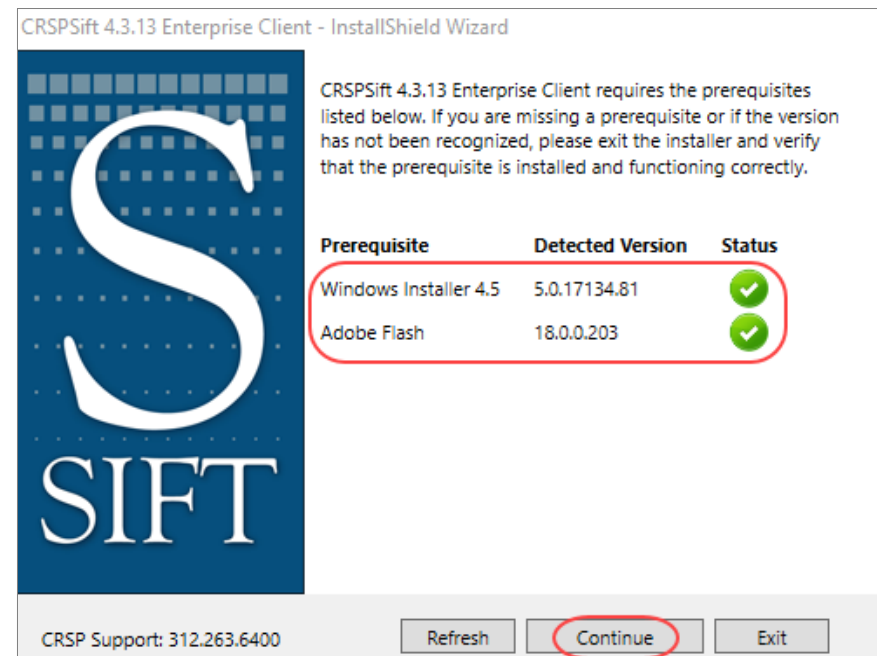 CRSPSift 4.3.13 Enterprise Client - InstallShield Wizard
CRSPSift 4.3.13 Enterprise Client requires the prerequisites
listed below. If you are missing a prerequisite or if the version
has not been recognized, please exit the installer and verify
that the prerequisite is installed and functioning correctly.
Prerequisite Detected Version Status
Windows Installer 4.5 5.0.17134.81
Adobe Flash 18.0.0.203
S
SIFT
CRSP Support: 312.263.6400 Refresh Continue Exit